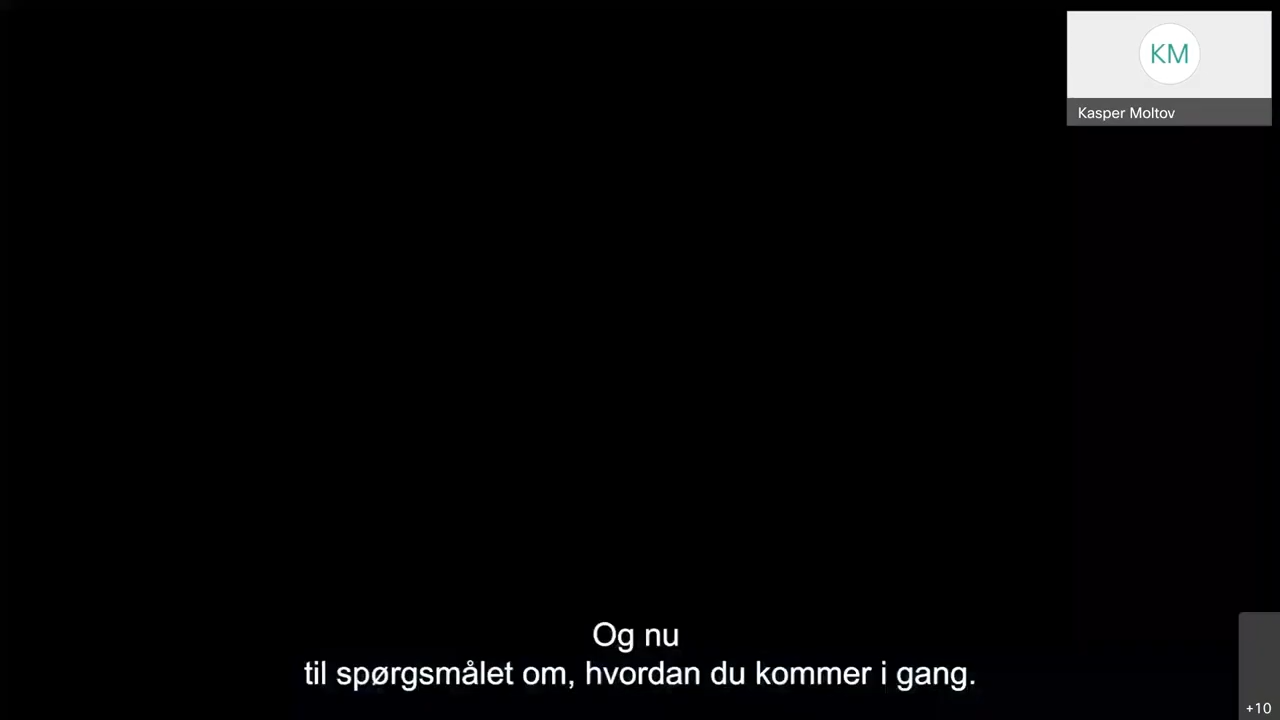 KM
Kasper Moltov
Og nu
til spørgsmålet om, hvordan du kommer i gang.
+10